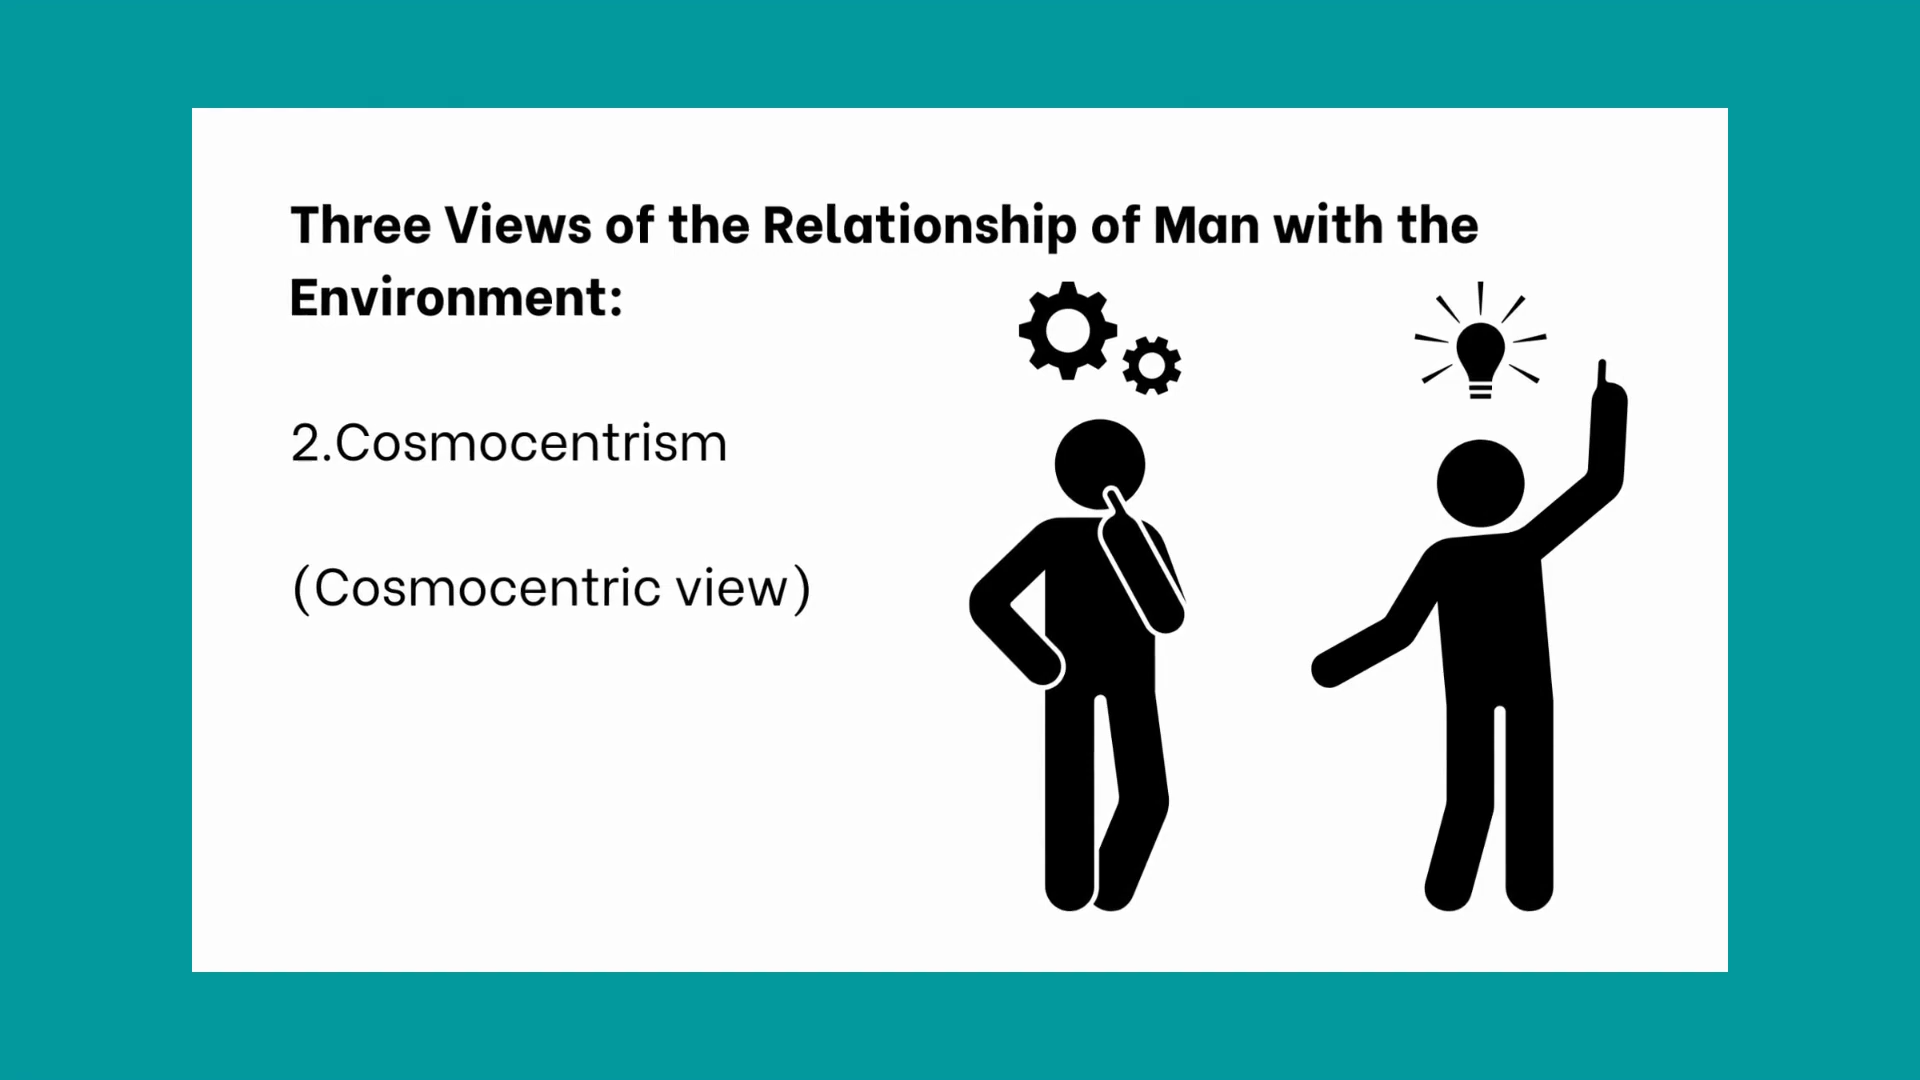 Three Views of the Relationship of Man with the
Environment:
2.Cosmocentrism
(Cosmocentric view)